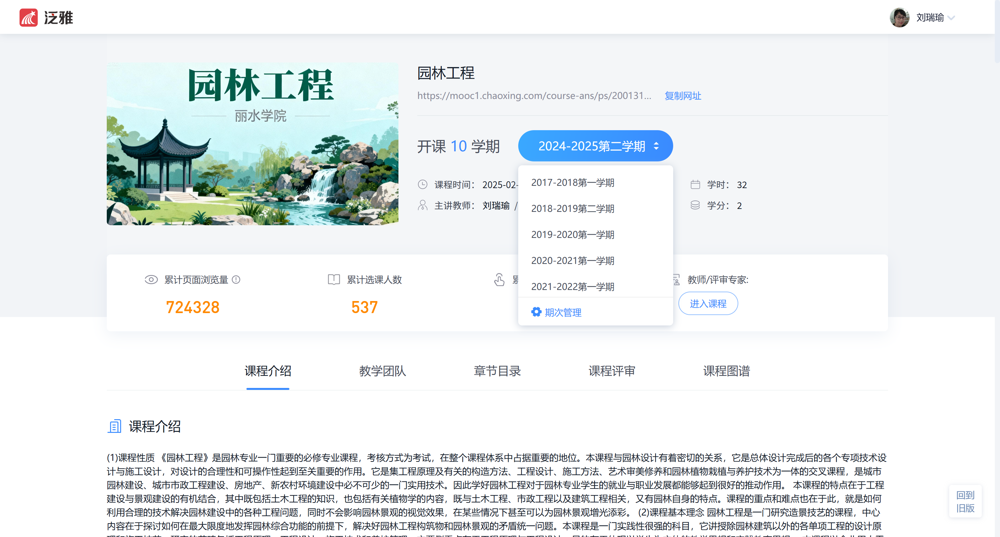 泛雅
刘瑞瑜
园林工程
丽水学院
园林工程
https://mooc1.chaoxing.com/course-ans/ps/200131... 复制网址
开课 10 学期 2024-2025第二学期
2017-2018第一学期
2018-2019第二学期
2019-2020第一学期
2020-2021第一学期
2021-2022第一学期
期次管理
课程时间： 2025-02- 学时： 32
主讲教师： 刘瑞瑜 / 学分： 2
累计页面浏览量 累计选课人数 教师/评审专家:
724328 537 进入课程
课程介绍 教学团队 章节目录 课程评审 课程图谱
课程介绍
(1)课程性质 《园林工程》是园林专业一门重要的必修专业课程，考核方式为考试，在整个课程体系中占据重要的地位。本课程与园林设计有着密切的关系，它是总体设计完成后的各个专项技术设
计与施工设计，对设计的合理性和可操作性起到至关重要的作用。它是集工程原理及有关的构造方法、工程设计、施工方法、艺术审美修养和园林植物栽植与养护技术为一体的交叉课程，是城市
园林建设、城市市政工程建设、房地产、新农村环境建设中必不可少的一门实用技术。因此学好园林工程对于园林专业学生的就业与职业发展都能够起到很好的推动作用。 本课程的特点在于工程
建设与景观建设的有机结合，其中既包括土木工程的知识，也包括有关植物学的内容，既与土木工程、市政工程以及建筑工程相关，又有园林自身的特点。课程的重点和难点也在于此，就是如何
利用合理的技术解决园林建设中的各种工程问题，同时不会影响园林景观的视觉效果，在某些情况下甚至可以为园林景观增光添彩。 (2)课程基本理念 园林工程是一门研究造景技艺的课程，中心
内容在于探讨如何在最大限度地发挥园林综合功能的前提下，解决好园林工程构筑物和园林景观的矛盾统一问题。本课程是一门实践性很强的科目，它讲授除园林建筑以外的各单项工程的设计原
回到
旧版